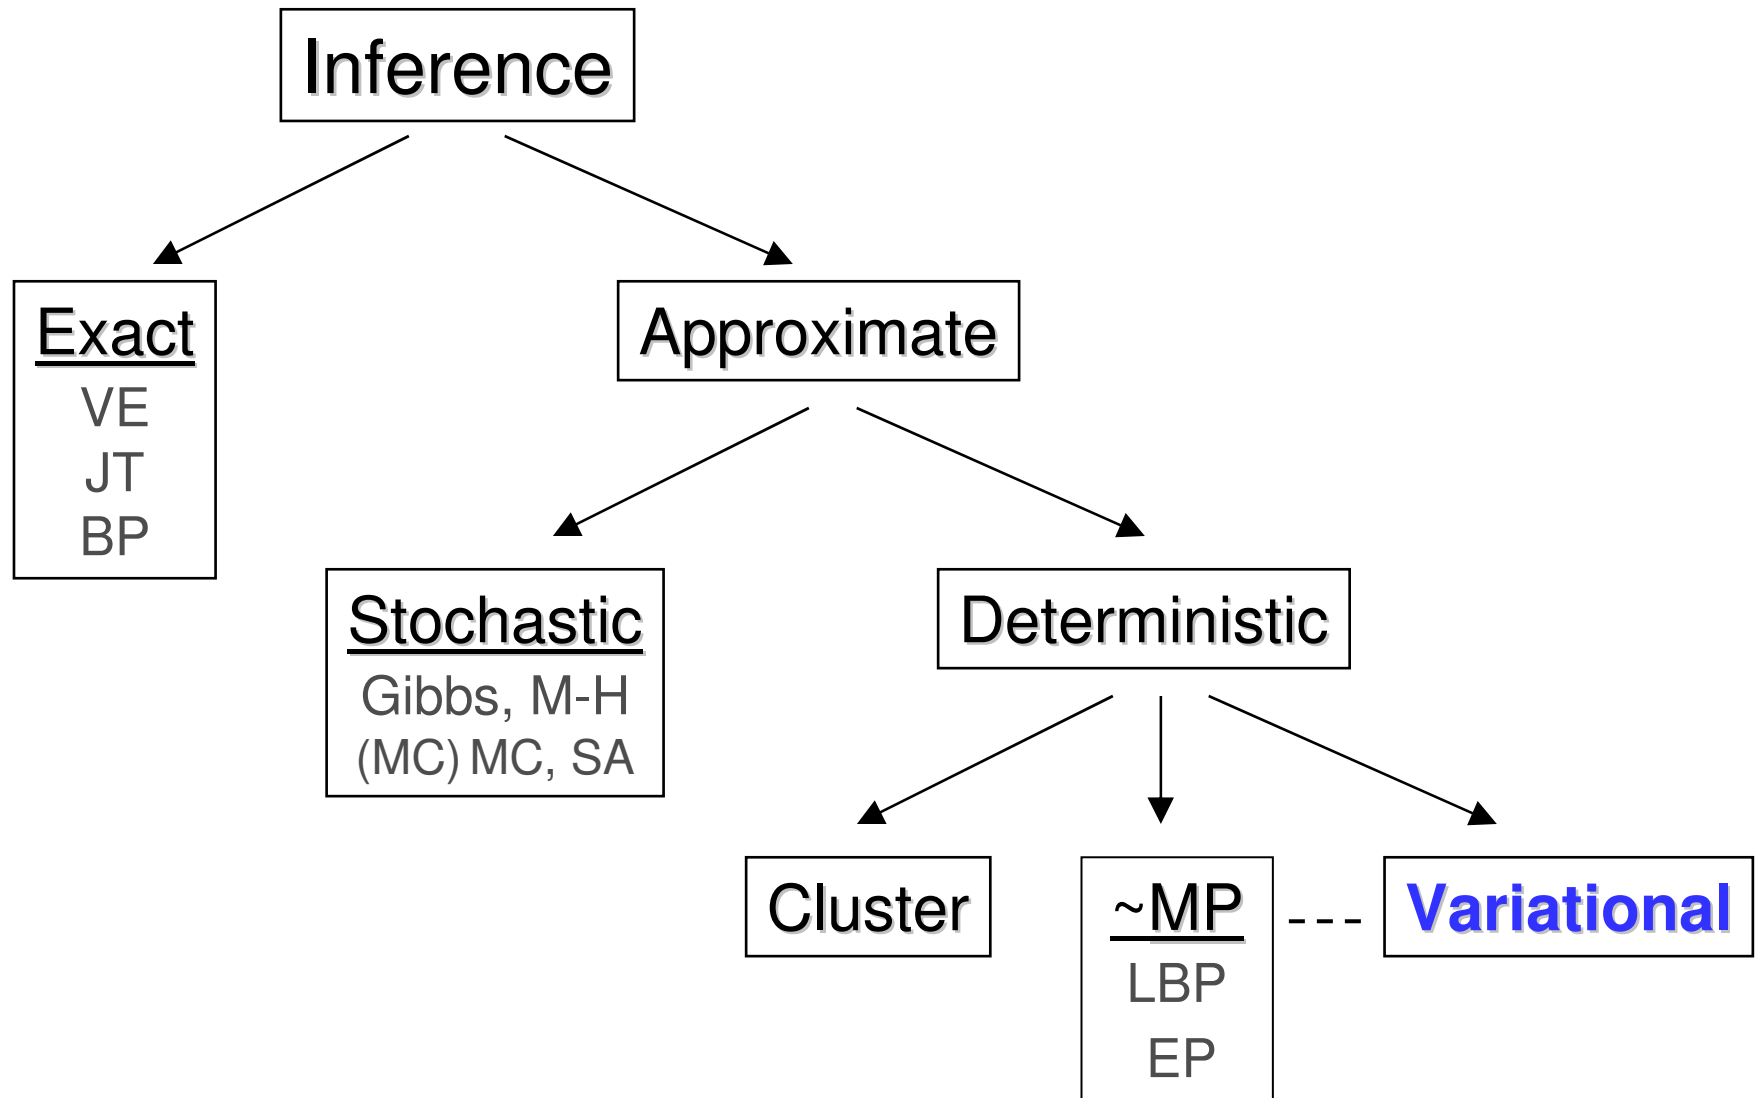 Inference
Exact
VE
JT
BP
Approximate
Stochastic
Gibbs, M-H
(MC) MC, SA
Deterministic
Cluster
~MP
LBP
EP
Variational